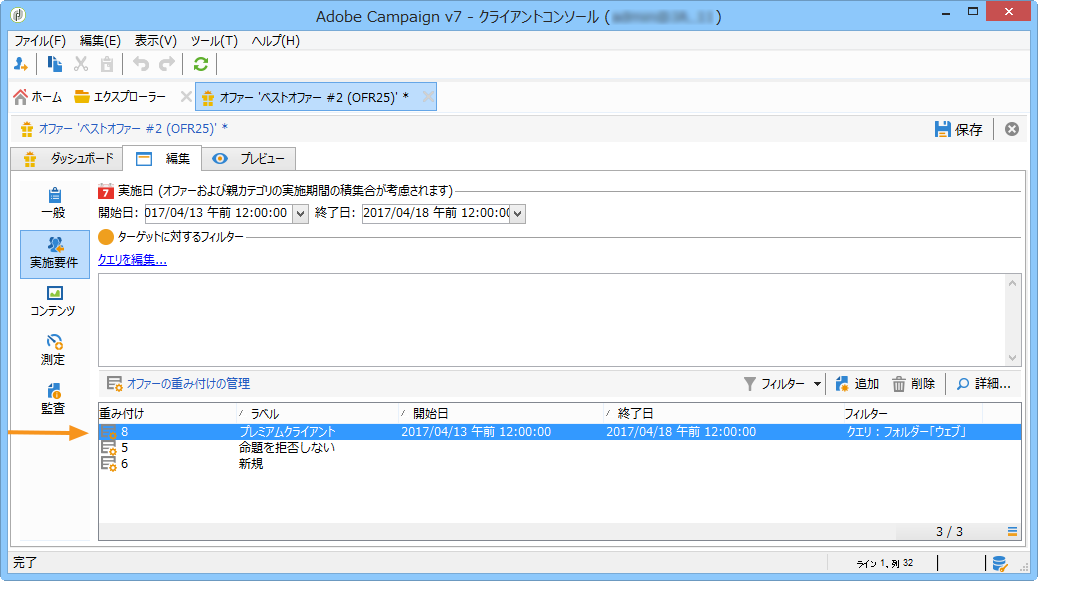 Adobe Campaign v7 - クライアントコンソール ( )
ファイル(F) 編集(E) 表示(V) ツール(T) ヘルプ(H)
ホーム エクスプローラー オファー 'ベストオファー #2 (OFR25)' *
オファー 'ベストオファー #2 (OFR25)' * 保存
ダッシュボード 編集 プレビュー
一般
実施要件
コンテンツ
測定
監査
7 実施日 (オファーおよび親カテゴリの実施期間の積集合が考慮されます)
開始日: 017/04/13 午前 12:00:00 終了日: 2017/04/18 午前 12:00:00
ターゲットに対するフィルター
クエリを編集...
オファーの重み付けの管理 フィルター 追加 削除 詳細...
重み付け ラベル 開始日 終了日 フィルター
8 プレミアムクライアント 2017/04/13 午前 12:00:00 2017/04/18 午前 12:00:00 クエリ : フォルダー「ウェブ」
5 命題を拒否しない
6 新規
3 / 3
完了 ライン 1, 列 32